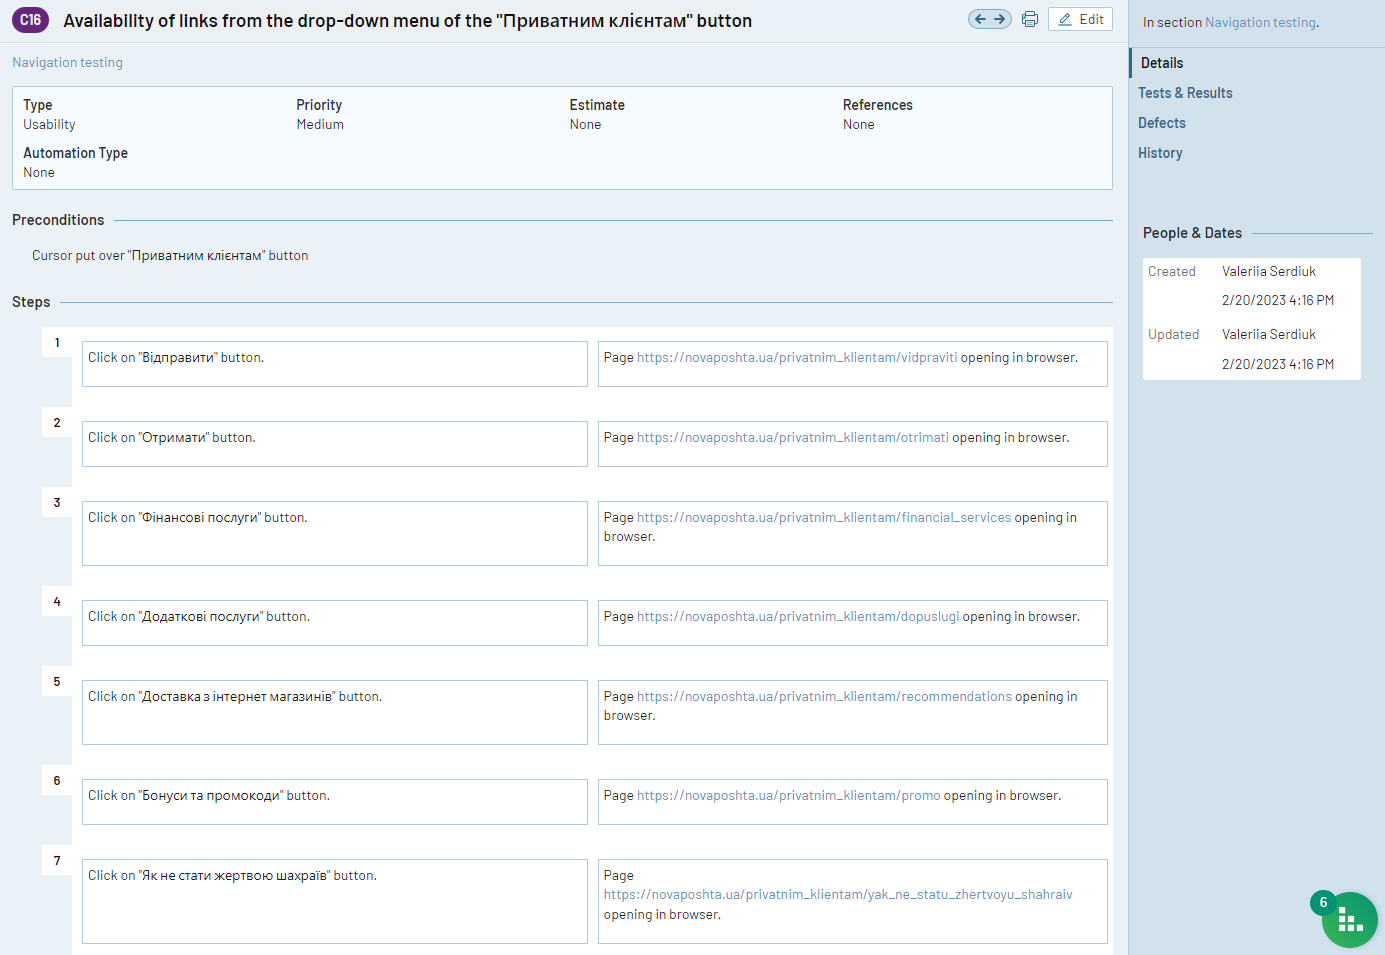 C16 Availability of links from the drop-down menu of the "Приватним клієнтам" button
Edit
Navigation testing
Type Priority Estimate References
Usability Medium None None
Automation Type
None
Preconditions
Cursor put over "Приватним клієнтам" button
Steps
1
Click on "Відправити" button.
Page https://novaposhta.ua/privatnim_klientam/vidpraviti opening in browser.
2
Click on "Отримати" button.
Page https://novaposhta.ua/privatnim_klientam/otrimati opening in browser.
3
Click on "Фінансові послуги" button.
Page https://novaposhta.ua/privatnim_klientam/financial_services opening in
browser.
4
Click on "Додаткові послуги" button.
Page https://novaposhta.ua/privatnim_klientam/dopuslugi opening in browser.
5
Click on "Доставка з інтернет магазинів" button.
Page https://novaposhta.ua/privatnim_klientam/recommendations opening in
browser.
6
Click on "Бонуси та промокоди" button.
Page https://novaposhta.ua/privatnim_klientam/promo opening in browser.
7
Click on "Як не стати жертвою шахраїв" button.
Page
https://novaposhta.ua/privatnim_klientam/yak_ne_statu_zhertvoyu_shahraiv
opening in browser.
In section Navigation testing.
Details
Tests & Results
Defects
History
People & Dates
Created Valeriia Serdiuk
2/20/2023 4:16 PM
Updated Valeriia Serdiuk
2/20/2023 4:16 PM
6